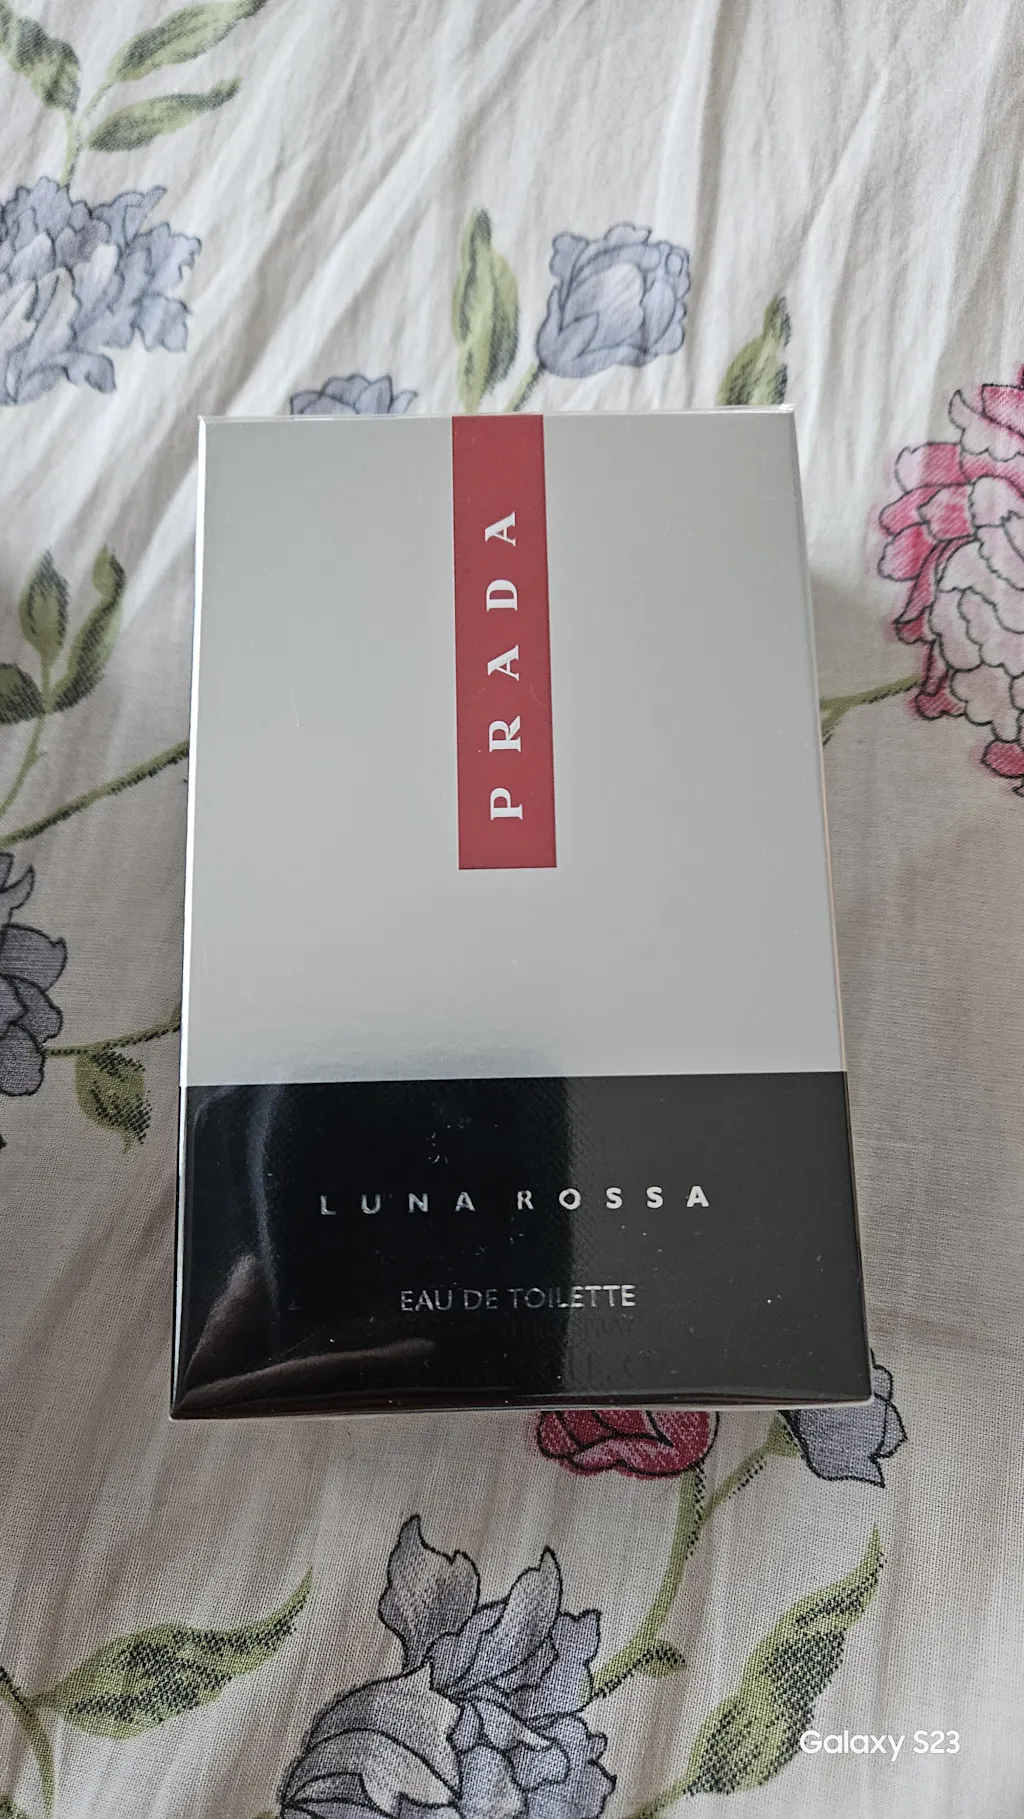 PRADA
LUNA ROSSA
EAU DE TOILETTE
Galaxy S23